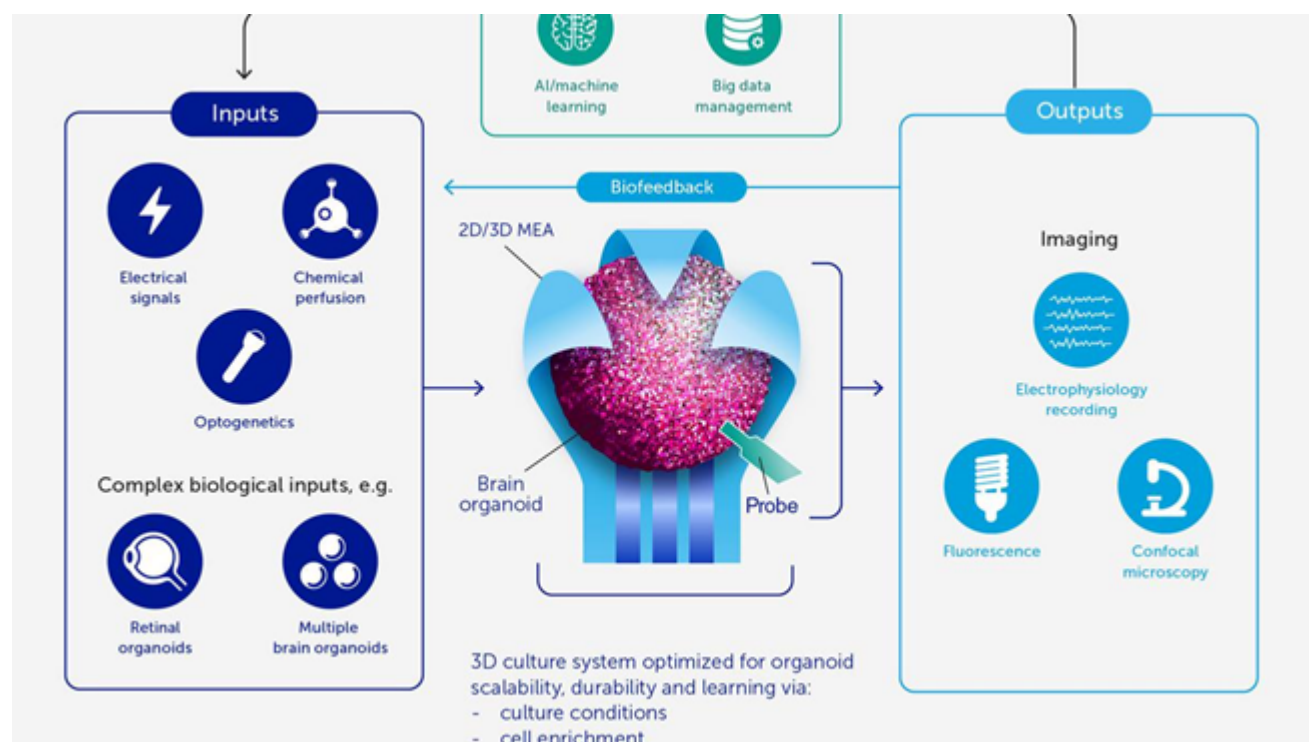 AI/machine
learning
Big data
management
Inputs
Outputs
Biofeedback
Electrical
signals
Chemical
perfusion
Optogenetics
Complex biological inputs, e.g.
Retinal
organoids
Multiple
brain organoids
2D/3D MEA
Brain
organoid
Probe
Imaging
Electrophysiology
recording
Fluorescence
Confocal
microscopy
3D culture system optimized for organoid
scalability, durability and learning via:
- culture conditions
- cell enrichment